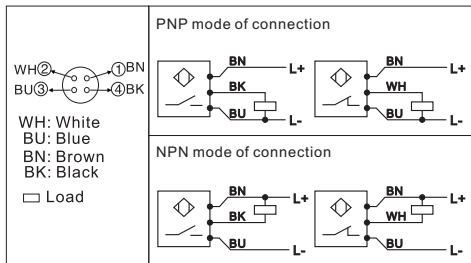 WH② ①BN
BU③ ④BK
WH: White
BU: Blue
BN: Brown
BK: Black
Load
PNP mode of connection
BN L+ BN L+
BK WH
BU L- BU L-
NPN mode of connection
BN L+ BN L+
BK WH
BU L- BU L-